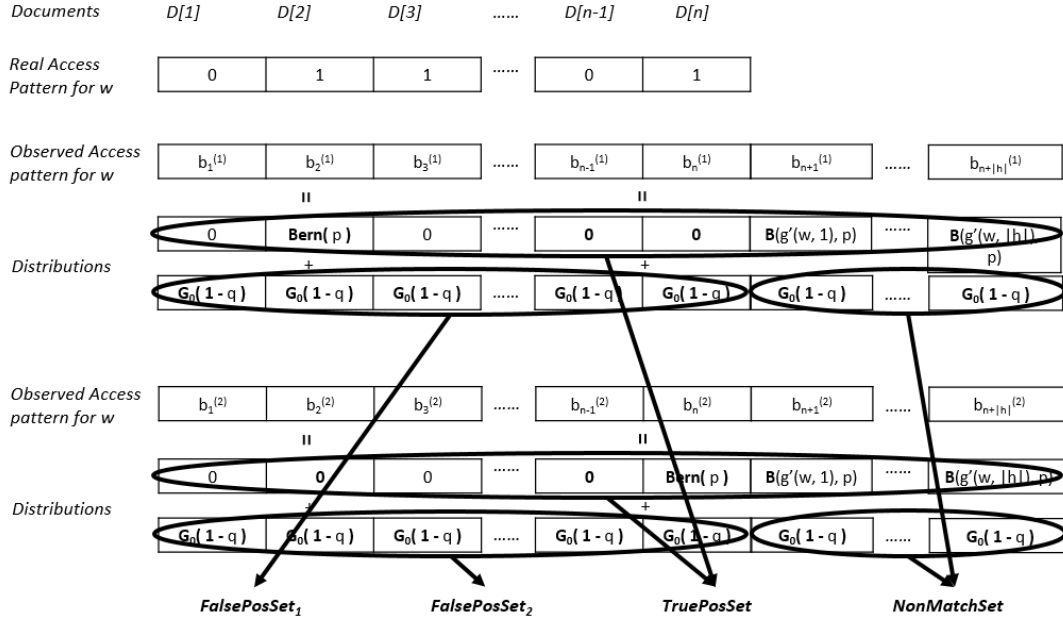 Documents D[1] D[2] D[3] ...... D[n-1] D[n]
Real Access
Pattern for w
0 1 1 ...... 0 1
Observed Access
pattern for w
b₁⁽¹⁾ b₂⁽¹⁾ b₃⁽¹⁾ ...... bₙ₋₁⁽¹⁾ bₙ⁽¹⁾ bₙ₊₁⁽¹⁾ ...... bₙ₊|ₕ|⁽¹⁾
= =
0 Bern( p ) 0 ...... 0 0 B(g'(w, 1), p) ...... B(g'(w, |h|),
p)
Distributions
+ +
G₀( 1 - q ) G₀( 1 - q ) G₀( 1 - q ) ...... G₀( 1 - q ) G₀( 1 - q ) G₀( 1 - q ) ...... G₀( 1 - q )
Observed Access
pattern for w
b₁⁽²⁾ b₂⁽²⁾ b₃⁽²⁾ ...... bₙ₋₁⁽²⁾ bₙ⁽²⁾ bₙ₊₁⁽²⁾ ...... bₙ₊|ₕ|⁽²⁾
= =
0 0 0 ...... 0 Bern( p ) B(g'(w, 1), p) ...... B(g'(w, |h|), p)
Distributions
+ +
G₀( 1 - q ) G₀( 1 - q ) G₀( 1 - q ) ...... G₀( 1 - q ) G₀( 1 - q ) G₀( 1 - q ) ...... G₀( 1 - q )
FalsePosSet₁ FalsePosSet₂ TruePosSet NonMatchSet